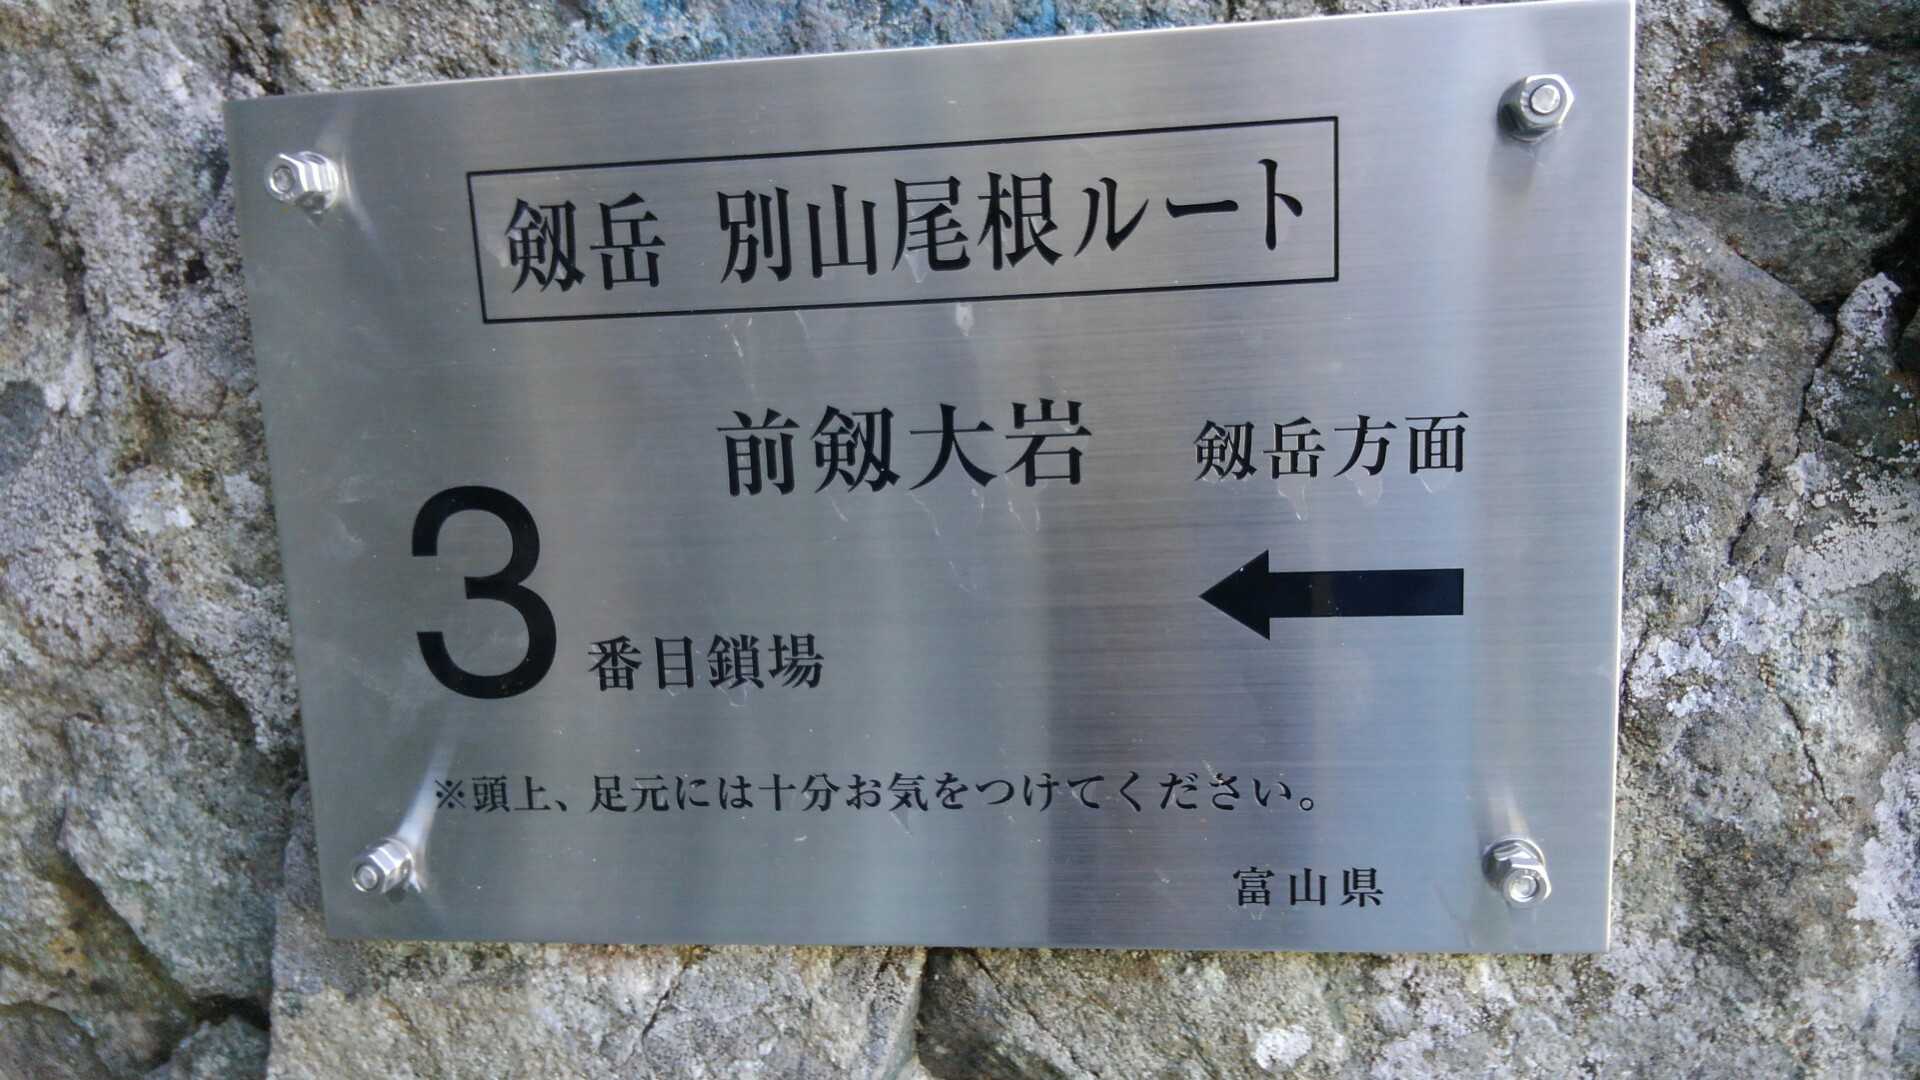 剱岳 別山尾根ルート
前剱大岩 剱岳方面
3番目鎖場
※頭上、足元には十分お気をつけてください。
富山県